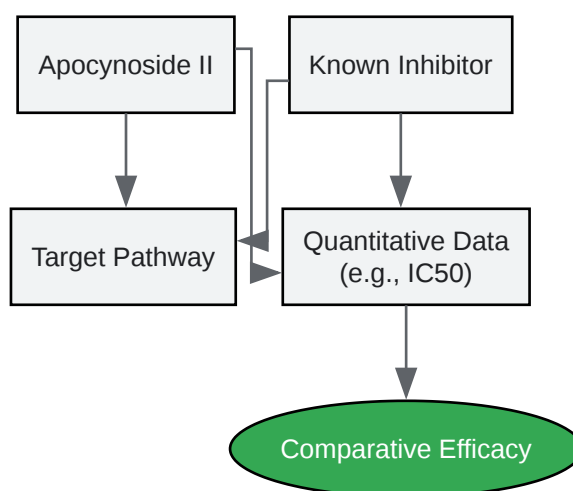 Apocynoside II
Known Inhibitor
Target Pathway
Quantitative Data
(e.g., IC50)
Comparative Efficacy